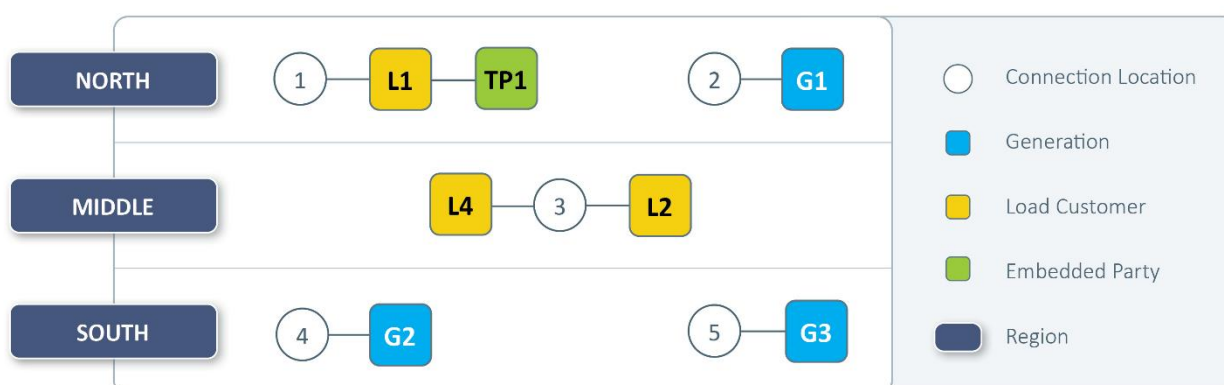 NORTH
1
L1
TP1
2
G1
MIDDLE
L4
3
L2
SOUTH
4
G2
5
G3
Connection Location
Generation
Load Customer
Embedded Party
Region